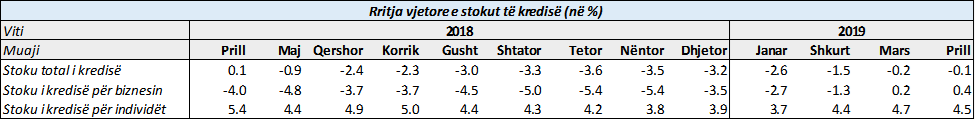 Rritja vjetore e stokut të kredisë (në %)
Viti 2018 2019
Muaji Prill Maj Qershor Korrik Gusht Shtator Tetor Nëntor Dhjetor Janar Shkurt Mars Prill
Stoku total i kredisë 0.1 -0.9 -2.4 -2.3 -3.0 -3.3 -3.6 -3.5 -3.2 -2.6 -1.5 -0.2 -0.1
Stoku i kredisë për biznesin -4.0 -4.8 -3.7 -3.7 -4.5 -5.0 -5.4 -5.4 -3.5 -2.7 -1.3 0.2 0.4
Stoku i kredisë për individët 5.4 4.4 4.9 5.0 4.4 4.3 4.2 3.8 3.9 3.7 4.4 4.7 4.5